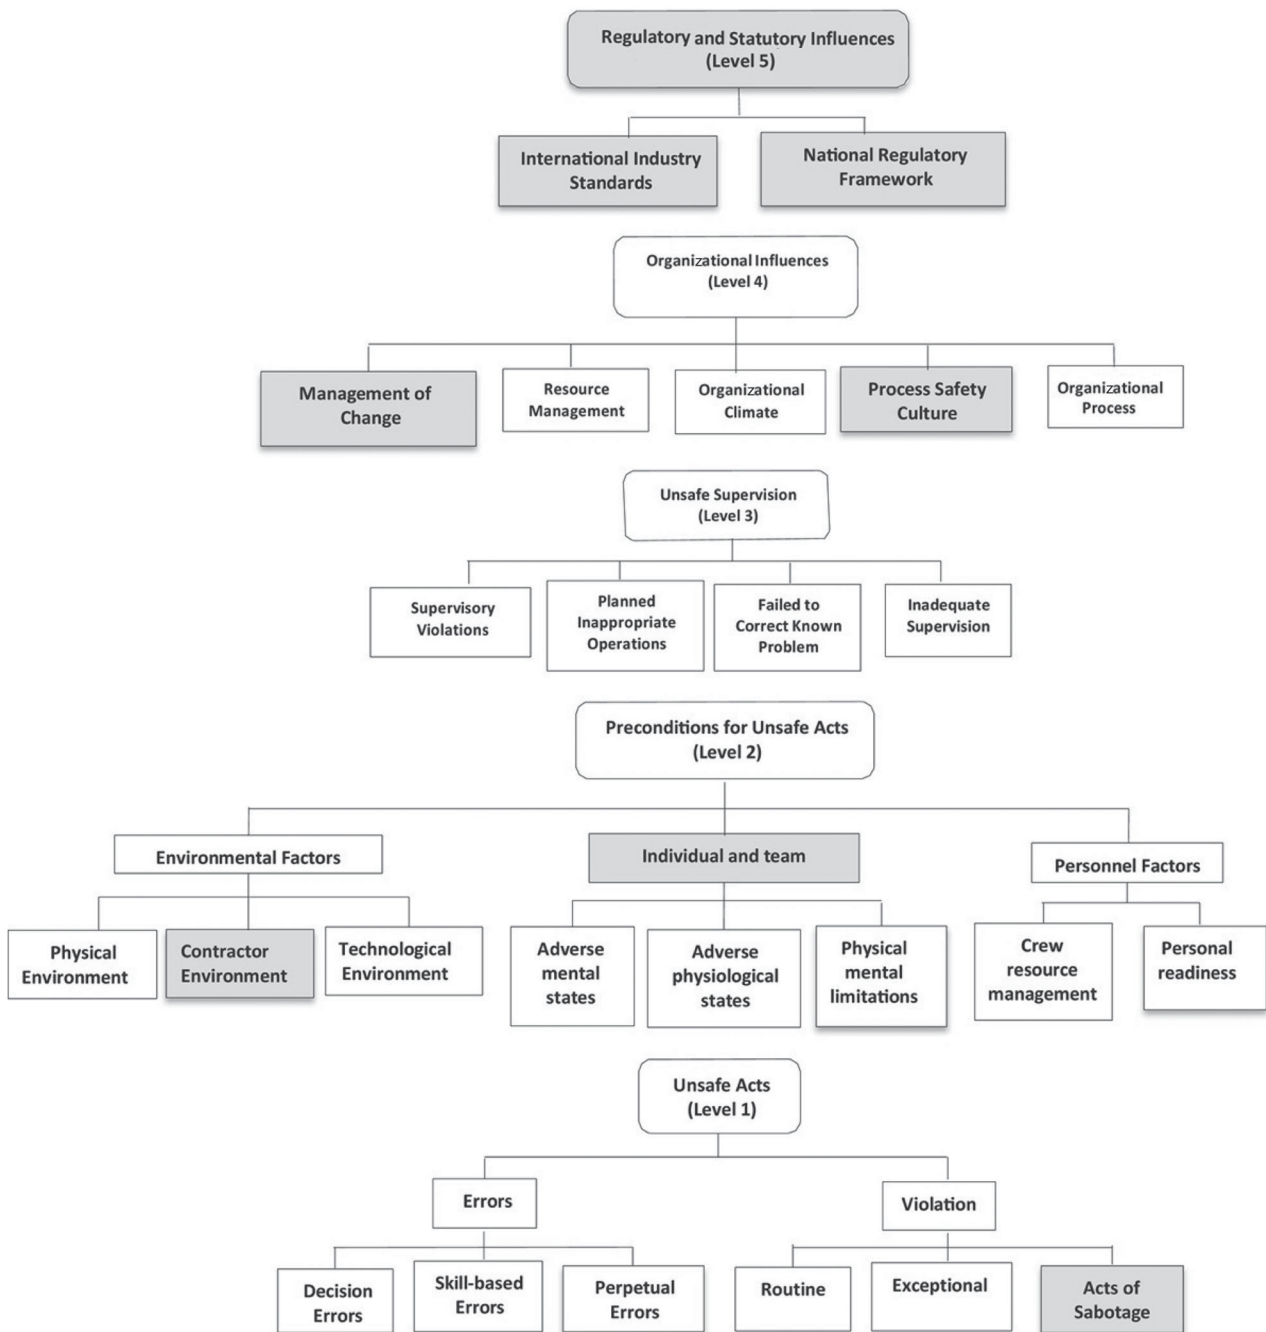 Regulatory and Statutory Influences
(Level 5)
International Industry
Standards
National Regulatory
Framework
Organizational Influences
(Level 4)
Management of
Change
Resource
Management
Organizational
Climate
Process Safety
Culture
Organizational
Process
Unsafe Supervision
(Level 3)
Supervisory
Violations
Planned
Inappropriate
Operations
Failed to
Correct Known
Problem
Inadequate
Supervision
Preconditions for Unsafe Acts
(Level 2)
Environmental Factors
Individual and team
Personnel Factors
Physical
Environment
Contractor
Environment
Technological
Environment
Adverse
mental
states
Adverse
physiological
states
Physical
mental
limitations
Crew
resource
management
Personal
readiness
Unsafe Acts
(Level 1)
Errors
Violation
Decision
Errors
Skill-based
Errors
Perpetual
Errors
Routine
Exceptional
Acts of
Sabotage